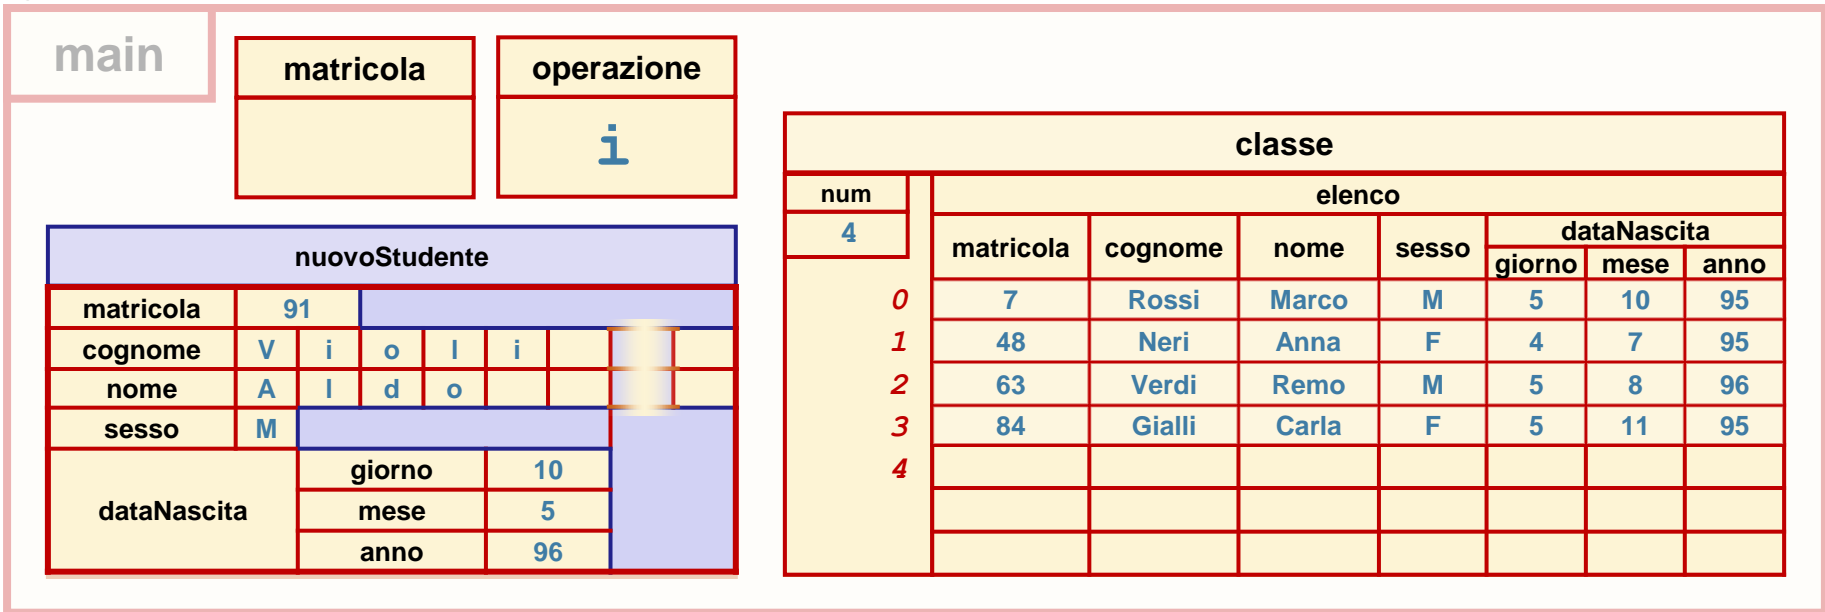 main
matricola
operazione
i
nuovoStudente
matricola 91
cognome V i o l i
nome A l d o
sesso M
dataNascita
giorno 10
mese 5
anno 96
classe
num elenco
4
matricola cognome nome sesso dataNascita
giorno mese anno
0 7 Rossi Marco M 5 10 95
1 48 Neri Anna F 4 7 95
2 63 Verdi Remo M 5 8 96
3 84 Gialli Carla F 5 11 95
4